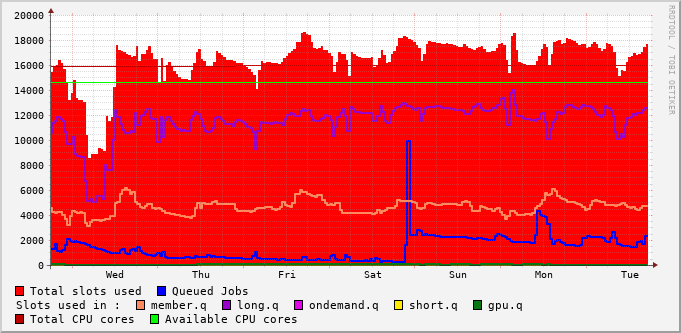 20000
18000
16000
14000
12000
10000
8000
6000
4000
2000
0
Wed Thu Fri Sat Sun Mon Tue
RRDTOOL / TOBI OETIKER
Total slots used Queued Jobs
Slots used in : member.q long.q ondemand.q short.q gpu.q
Total CPU cores Available CPU cores